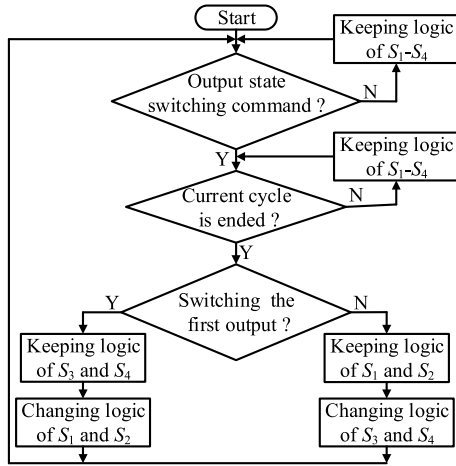 Start
Keeping logic
of S₁-S₄
Output state
switching command ?
N
Y
Keeping logic
of S₁-S₄
Current cycle
is ended ?
N
Y
Switching the
first output ?
Y
N
Keeping logic
of S₃ and S₄
Keeping logic
of S₁ and S₂
Changing logic
of S₁ and S₂
Changing logic
of S₃ and S₄